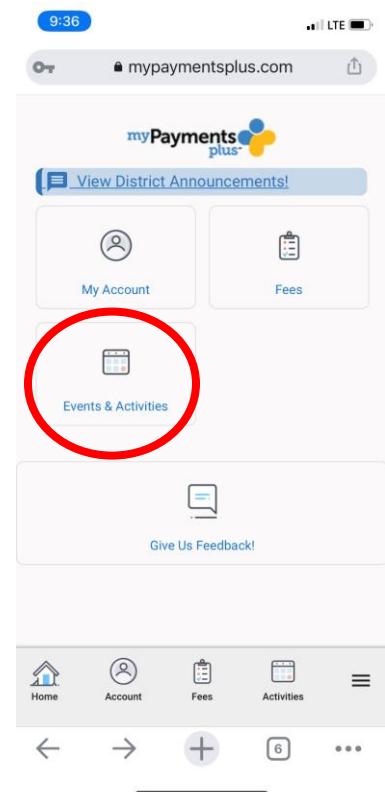 9:36
LTE
mypaymentsplus.com
myPayments
plus
View District Announcements!
My Account
Fees
Events & Activities
Give Us Feedback!
Home
Account
Fees
Activities
6